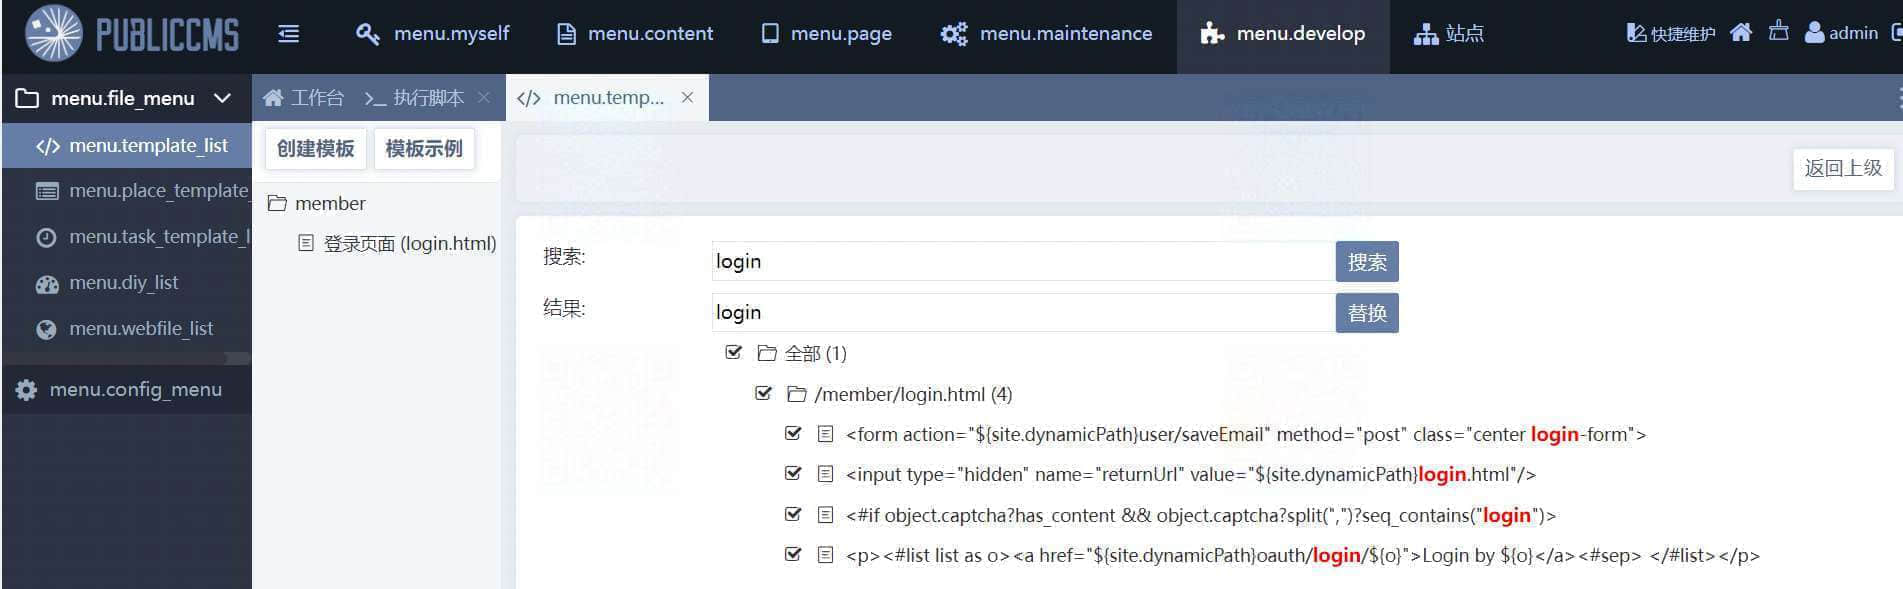 PUBLICCMS
menu.myself
menu.content
menu.page
menu.maintenance
menu.develop
站点
快捷维护
admin
menu.file_menu
工作台
执行脚本
menu.temp...
menu.template_list
menu.place_template_
menu.task_template_l
menu.diy_list
menu.webfile_list
menu.config_menu
创建模板
模板示例
member
登录页面 (login.html)
返回上级
搜索:
login
搜索
结果:
login
替换
全部 (1)
/member/login.html (4)
<form action="${site.dynamicPath}user/saveEmail" method="post" class="center login-form">
<input type="hidden" name="returnUrl" value="${site.dynamicPath}login.html"/>
<#if object.captcha?has_content && object.captcha?split(",")?seq_contains("login")>
<p><#list list as o><a href="${site.dynamicPath}oauth/login/${o}">Login by ${o}</a><#sep> </#list></p>